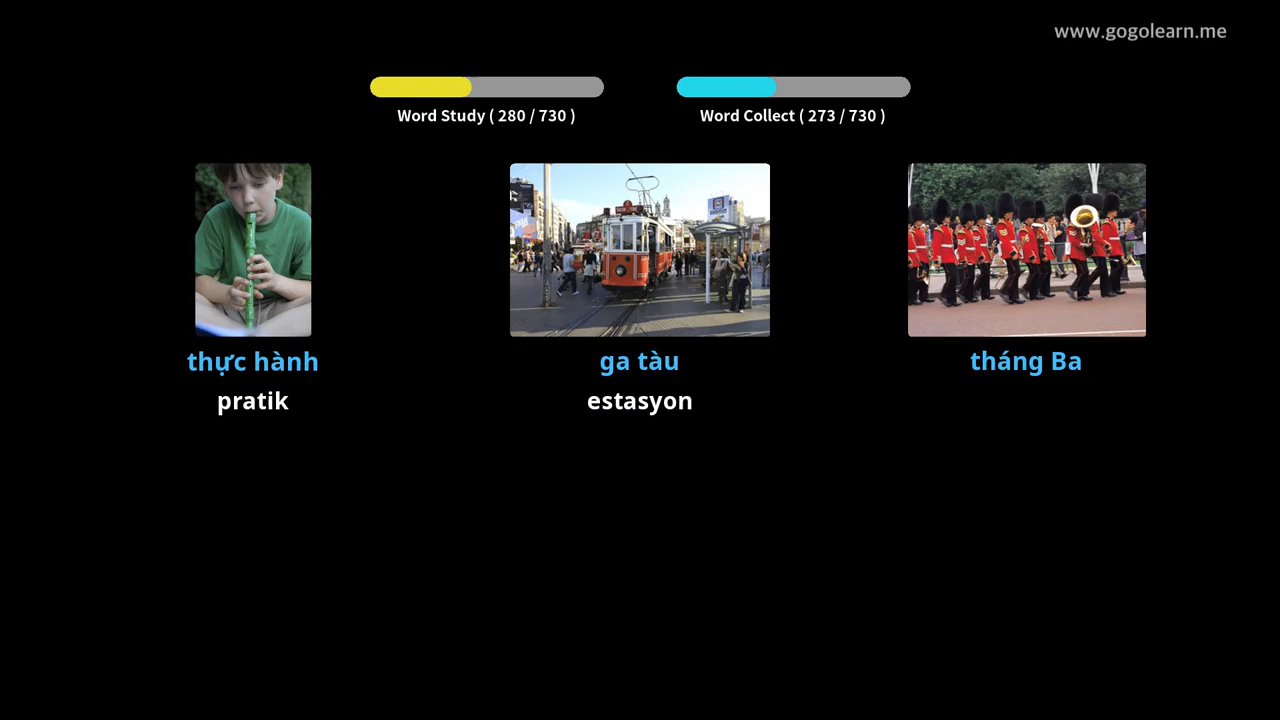 www.gogolearn.me
Word Study ( 280 / 730 )
Word Collect ( 273 / 730 )
thực hành
pratik
ga tàu
estasyon
tháng Ba